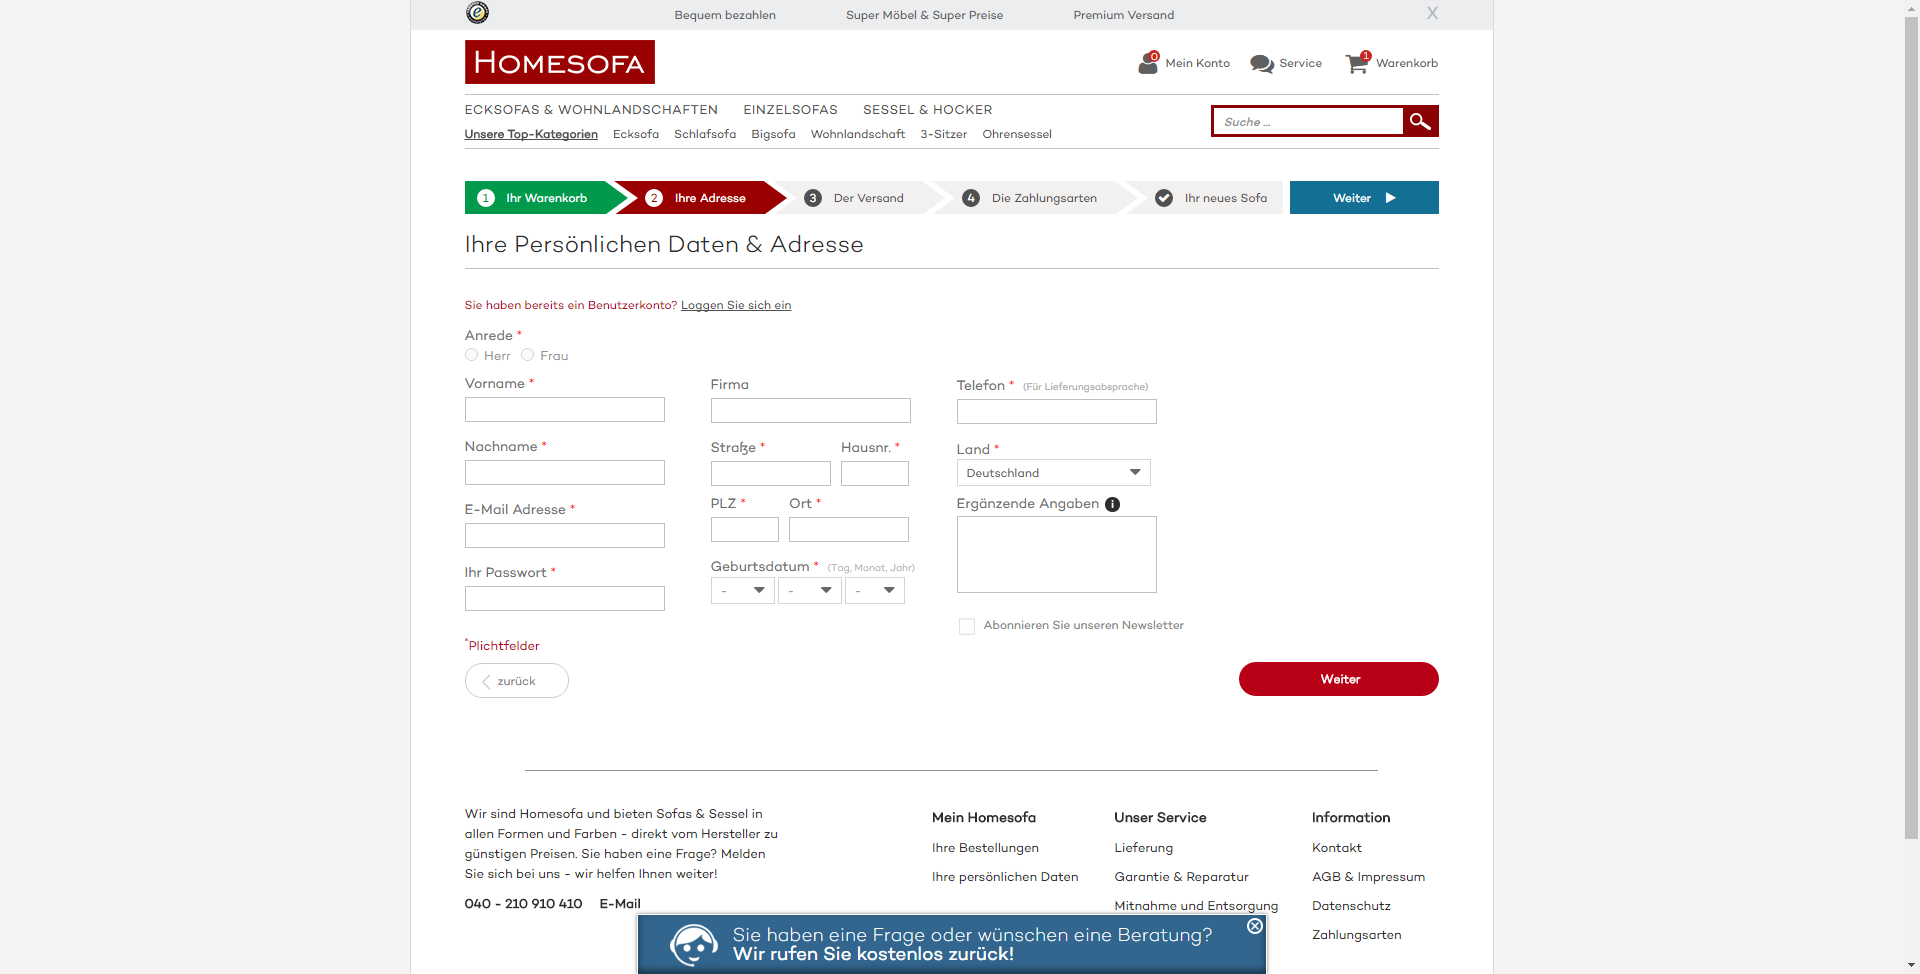 Bequem bezahlen Super Möbel & Super Preise Premium Versand X
HOMESOFA
0 Mein Konto Service 1 Warenkorb
ECKSOFAS & WOHNLANDSCHAFTEN EINZELSOFAS SESSEL & HOCKER
Unsere Top-Kategorien Ecksofa Schlafsofa Bigsofa Wohnlandschaft 3-Sitzer Ohrensessel
Suche ...
1 Ihr Warenkorb 2 Ihre Adresse 3 Der Versand 4 Die Zahlungsarten Ihr neues Sofa Weiter
Ihre Persönlichen Daten & Adresse
Sie haben bereits ein Benutzerkonto? Loggen Sie sich ein
Anrede *
Herr Frau
Vorname * Firma Telefon * (Für Lieferungsabsprache)
Nachname * Straße * Hausnr. * Land *
Deutschland
E-Mail Adresse * PLZ * Ort * Ergänzende Angaben i
Ihr Passwort * Geburtsdatum * (Tag, Monat, Jahr)
- - -
Abonnieren Sie unseren Newsletter
*Plichtfelder
zurück Weiter
Wir sind Homesofa und bieten Sofas & Sessel in
allen Formen und Farben - direkt vom Hersteller zu
günstigen Preisen. Sie haben eine Frage? Melden
Sie sich bei uns - wir helfen Ihnen weiter!
040 - 210 910 410 E-Mail
Mein Homesofa
Ihre Bestellungen
Ihre persönlichen Daten
Unser Service
Lieferung
Garantie & Reparatur
Mitnahme und Entsorgung
Information
Kontakt
AGB & Impressum
Datenschutz
Zahlungsarten
Sie haben eine Frage oder wünschen eine Beratung?
Wir rufen Sie kostenlos zurück!